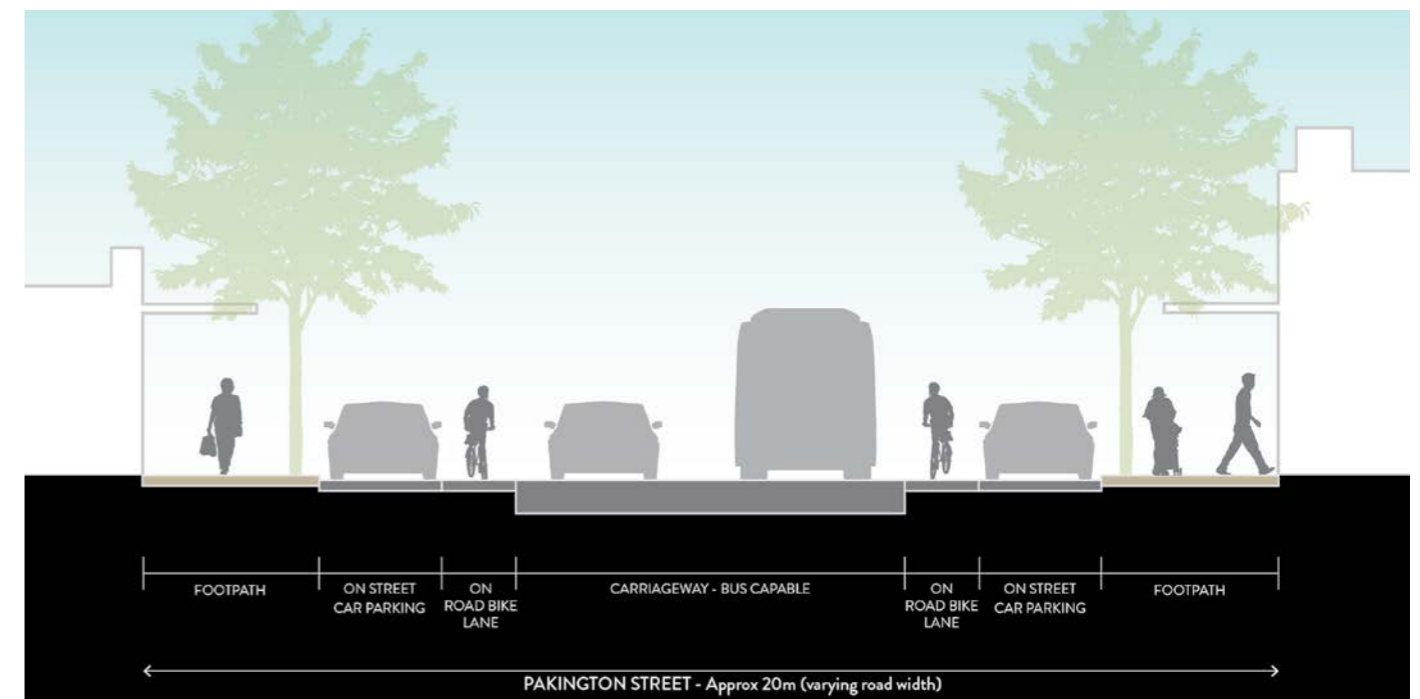 FOOTPATH
ON STREET
CAR PARKING
ON
ROAD BIKE
LANE
CARRIAGEWAY - BUS CAPABLE
ON
ROAD BIKE
LANE
ON STREET
CAR PARKING
FOOTPATH
PAKINGTON STREET - Approx 20m (varying road width)